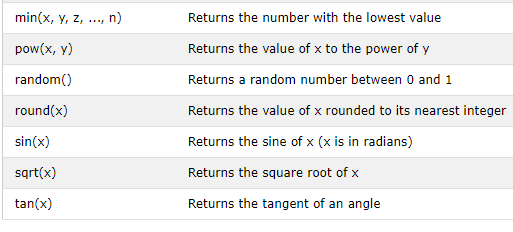 min(x, y, z, ..., n) Returns the number with the lowest value
pow(x, y) Returns the value of x to the power of y
random() Returns a random number between 0 and 1
round(x) Returns the value of x rounded to its nearest integer
sin(x) Returns the sine of x (x is in radians)
sqrt(x) Returns the square root of x
tan(x) Returns the tangent of an angle